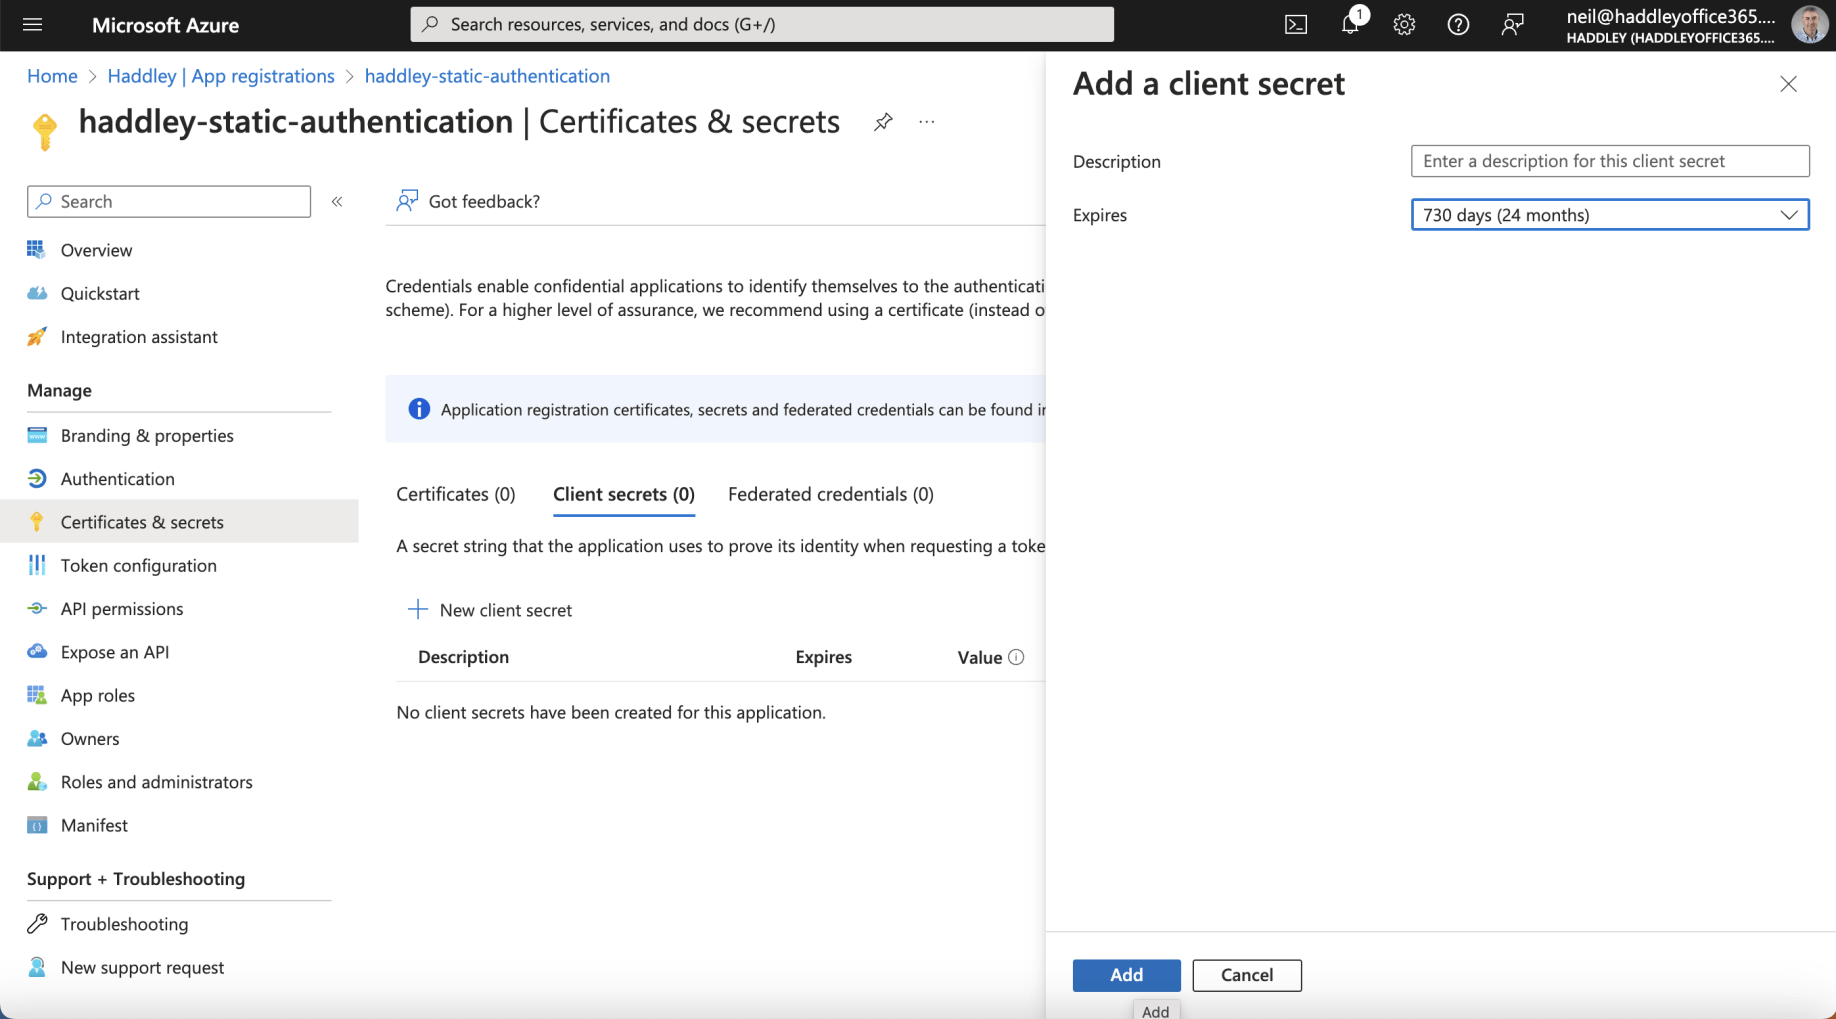 Microsoft Azure
Search resources, services, and docs (G+/)
1
neil@haddleyoffice365....
HADDLEY (HADDLEYOFFICE365....
Home > Haddley | App registrations > haddley-static-authentication
haddley-static-authentication | Certificates & secrets
...
Search
«
Overview
Quickstart
Integration assistant
Manage
Branding & properties
Authentication
Certificates & secrets
Token configuration
API permissions
Expose an API
App roles
Owners
Roles and administrators
Manifest
Support + Troubleshooting
Troubleshooting
New support request
Got feedback?
Credentials enable confidential applications to identify themselves to the authenticati
scheme). For a higher level of assurance, we recommend using a certificate (instead o
Application registration certificates, secrets and federated credentials can be found i
Certificates (0) Client secrets (0) Federated credentials (0)
A secret string that the application uses to prove its identity when requesting a toke
New client secret
Description Expires Value
No client secrets have been created for this application.
Add a client secret
Description
Enter a description for this client secret
Expires
730 days (24 months)
Add Cancel
Add